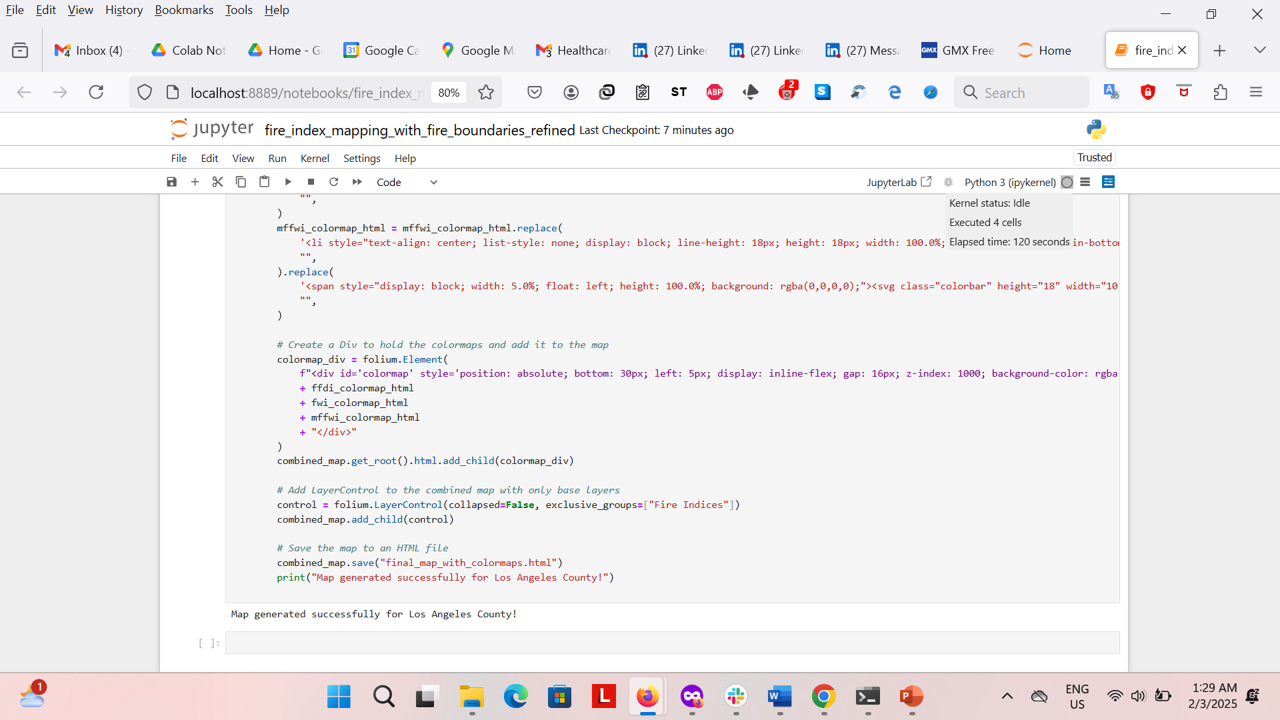 File Edit View History Bookmarks Tools Help
Inbox (4) - Colab Not Home - G Google Ca Google M Healthcar (27) Linke (27) Linke (27) Messa GMX GMX Free Home fire_ind
localhost:8889/notebooks/fire_index_ 80% ST ABP 2 Search
jupyter fire_index_mapping_with_fire_boundaries_refined Last Checkpoint: 7 minutes ago
File Edit View Run Kernel Settings Help Trusted
Code JupyterLab Python 3 (ipykernel)
Kernel status: Idle
Executed 4 cells
Elapsed time: 120 seconds
"",
)
mffwi_colormap_html = mffwi_colormap_html.replace(
'<li style="text-align: center; list-style: none; display: block; line-height: 18px; height: 18px; width: 100.0%; in-bottom
"",
).replace(
'<span style="display: block; width: 5.0%; float: left; height: 100.0%; background: rgba(0,0,0,0);"><svg class="colorbar" height="18" width="10
"",
)
# Create a Div to hold the colormaps and add it to the map
colormap_div = folium.Element(
f"<div id='colormap' style='position: absolute; bottom: 30px; left: 5px; display: inline-flex; gap: 16px; z-index: 1000; background-color: rgba
+ ffdi_colormap_html
+ fwi_colormap_html
+ mffwi_colormap_html
+ "</div>"
)
combined_map.get_root().html.add_child(colormap_div)
# Add LayerControl to the combined map with only base layers
control = folium.LayerControl(collapsed=False, exclusive_groups=["Fire Indices"])
combined_map.add_child(control)
# Save the map to an HTML file
combined_map.save("final_map_with_colormaps.html")
print("Map generated successfully for Los Angeles County!")
Map generated successfully for Los Angeles County!
[ ]:
1 L ENG 1:29 AM
US 2/3/2025